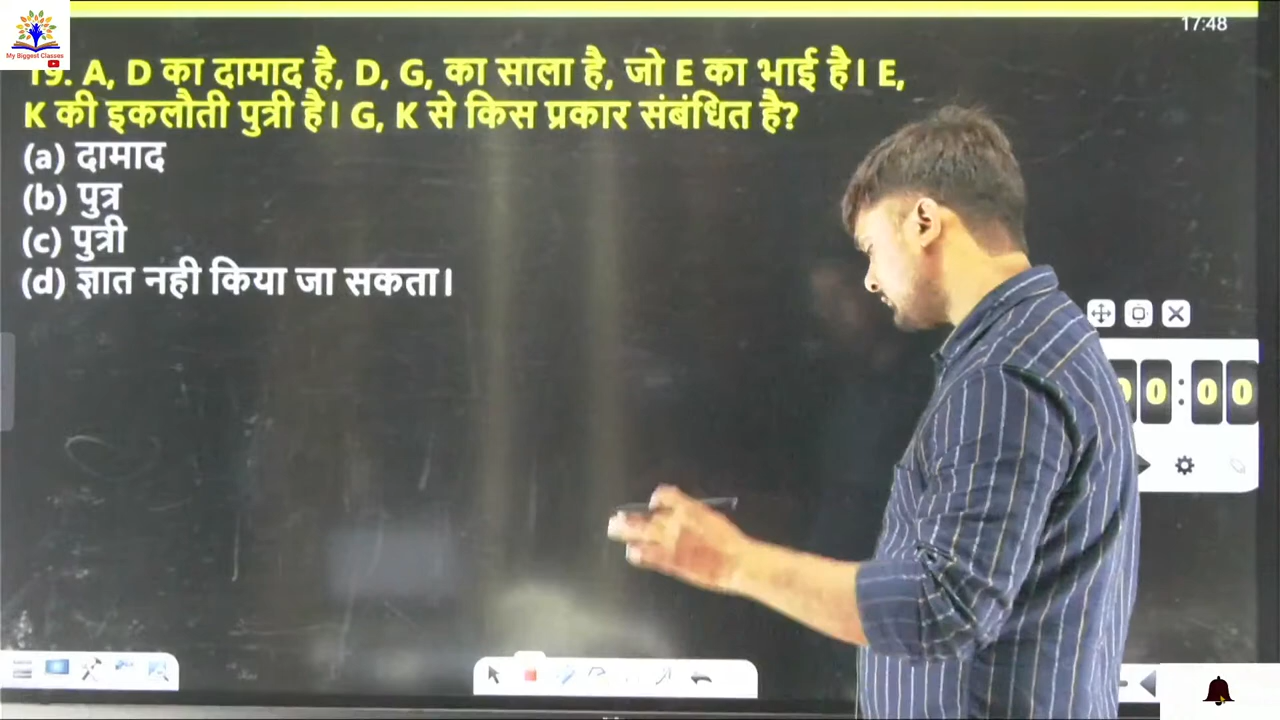 My Biggest Classes
17:48
19. A, D का दामाद है, D, G, का साला है, जो E का भाई है। E,
K की इकलौती पुत्री है। G, K से किस प्रकार संबंधित है?
(a) दामाद
(b) पुत्र
(c) पुत्री
(d) ज्ञात नही किया जा सकता।
00:00